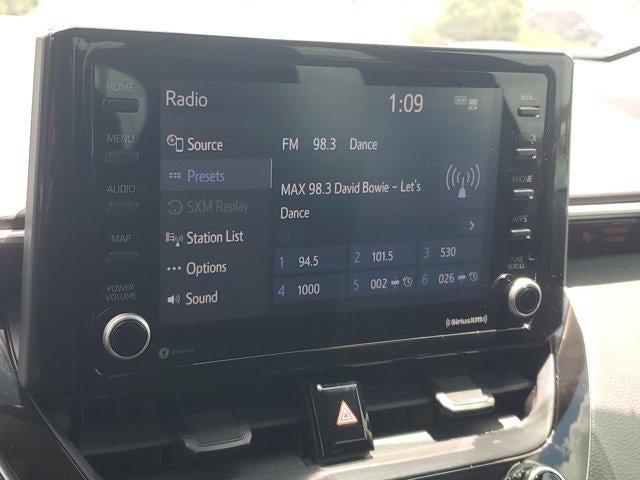 HOME
MENU
AUDIO
MAP
POWER
VOLUME
Radio
1:09
Source
Presets
SXM Replay
Station List
Options
Sound
FM 98.3 Dance
MAX 98.3 David Bowie - Let's
Dance
1 94.5 2 101.5 3 530
4 1000 5 002 6 026
SEEK
TRACK
PHONE
APPS
TUNE
SCROLL
((SiriusXM))